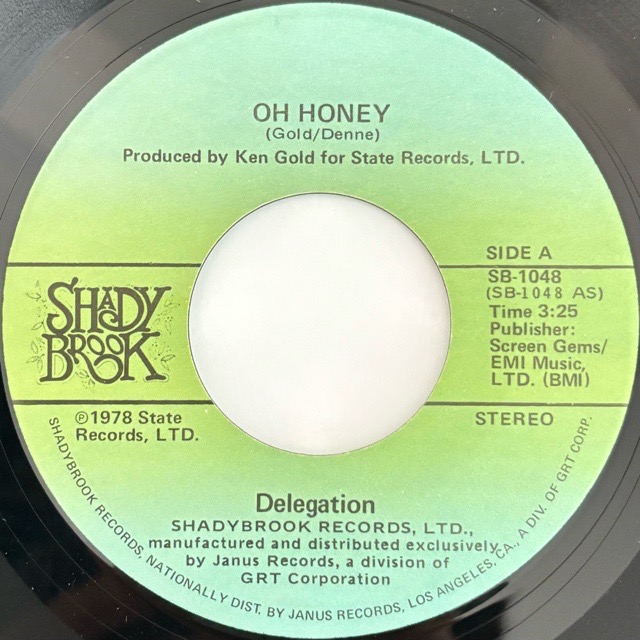 OH HONEY
(Gold/Denne)
Produced by Ken Gold for State Records, LTD.
SIDE A
SB-1048
(SB-1048 AS)
Time 3:25
Publisher:
Screen Gems/
EMI Music,
LTD. (BMI)
SHADY
BROOK
℗1978 State
Records, LTD.
STEREO
Delegation
SHADYBROOK RECORDS, LTD.,
manufactured and distributed exclusively
by Janus Records, a division of
GRT Corporation
SHADYBROOK RECORDS, NATIONALLY DIST. BY JANUS RECORDS, LOS ANGELES, CA., A DIV. OF GRT CORP.